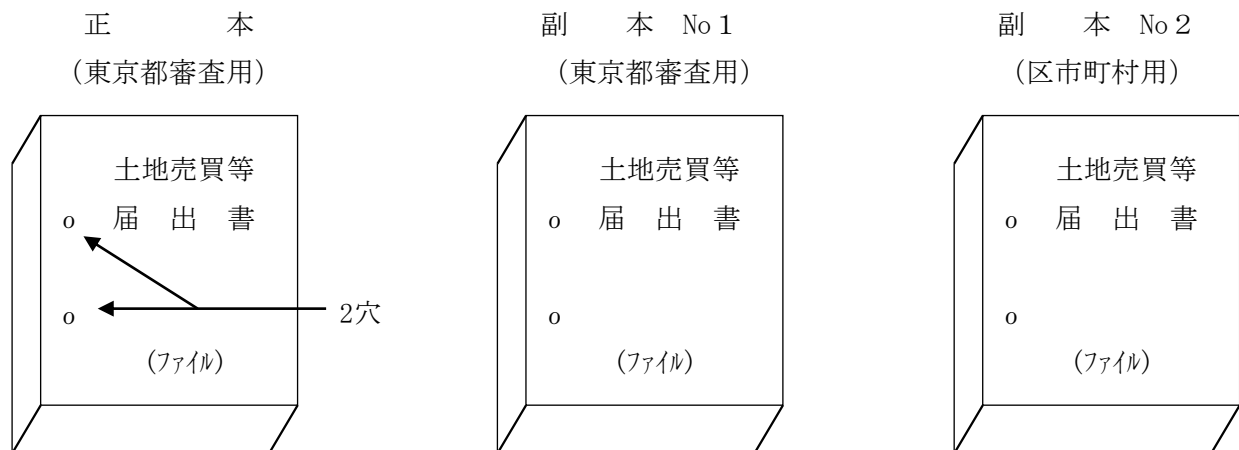 正 本
(東京都審査用)
土地売買等
o 届 出 書
o
2穴
(ファイル)
副 本 No１
(東京都審査用)
土地売買等
o 届 出 書
o
(ファイル)
副 本 No２
(区市町村用)
土地売買等
o 届 出 書
o
(ファイル)